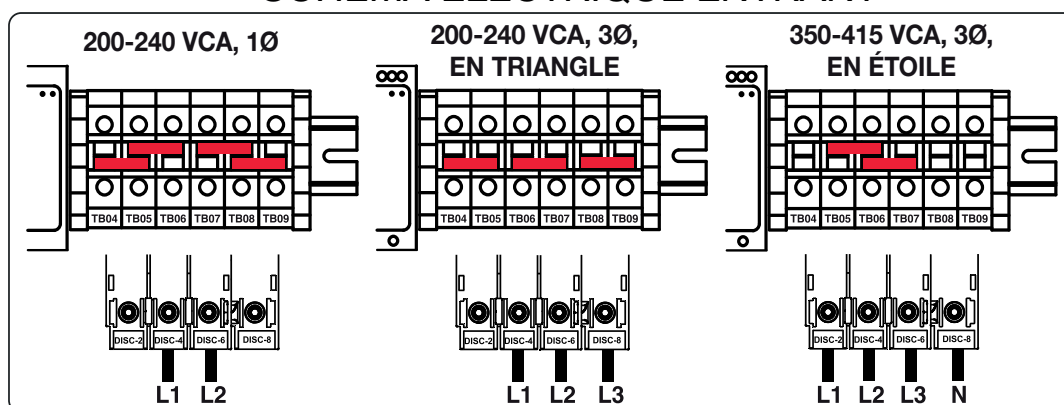 200-240 VCA, 1Ø
TB04 TB05 TB06 TB07 TB08 TB09
DISC-2 DISC-4 DISC-6 DISC-8
L1 L2
200-240 VCA, 3Ø,
EN TRIANGLE
TB04 TB05 TB06 TB07 TB08 TB09
DISC-2 DISC-4 DISC-6 DISC-8
L1 L2 L3
350-415 VCA, 3Ø,
EN ÉTOILE
TB04 TB05 TB06 TB07 TB08 TB09
DISC-2 DISC-4 DISC-6 DISC-8
L1 L2 L3 N